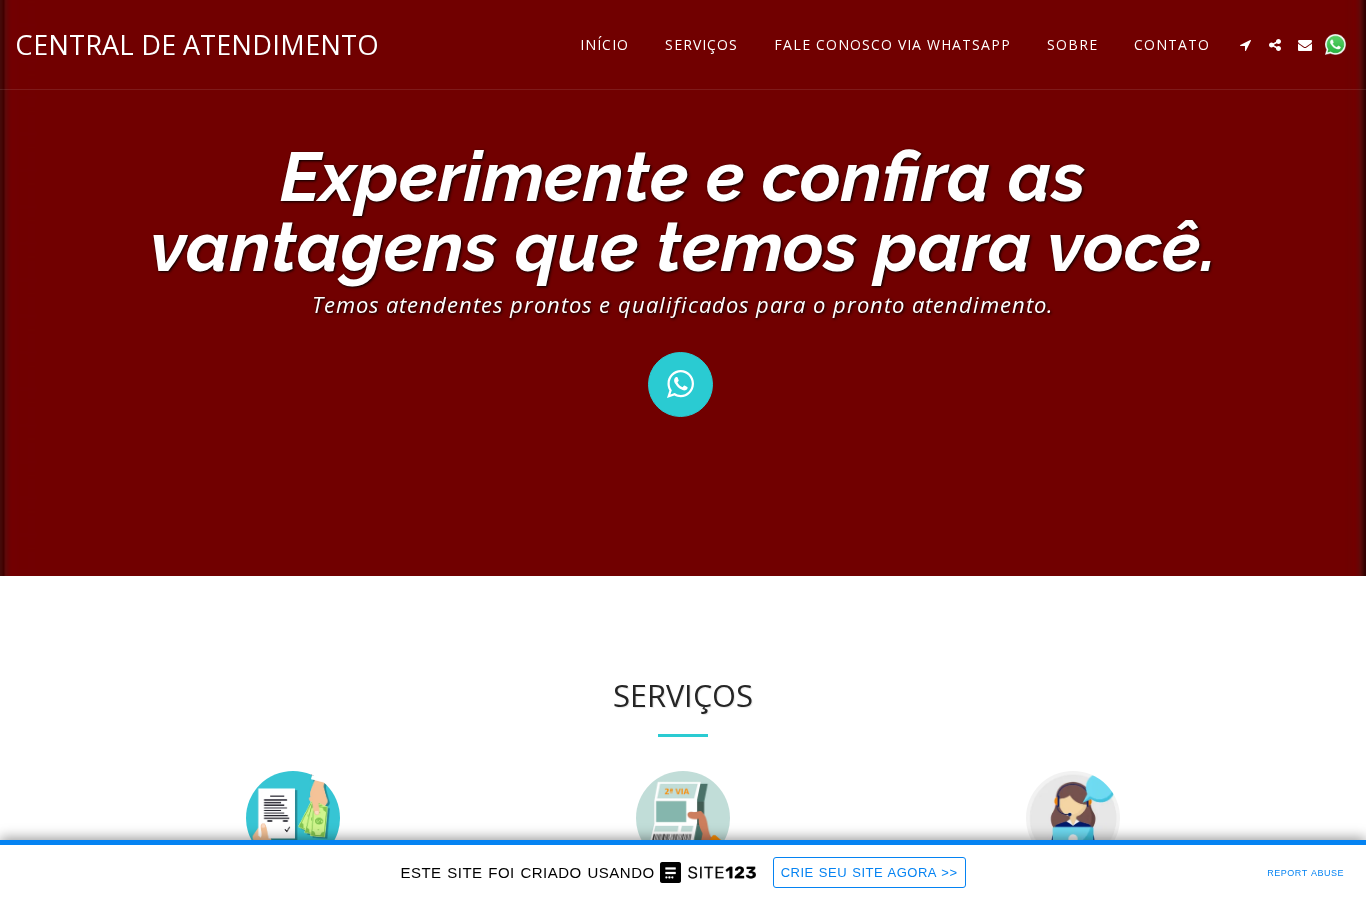 CENTRAL DE ATENDIMENTO
INÍCIO SERVIÇOS FALE CONOSCO VIA WHATSAPP SOBRE CONTATO
Experimente e confira as
vantagens que temos para você.
Temos atendentes prontos e qualificados para o pronto atendimento.
SERVIÇOS
2ª VIA
ESTE SITE FOI CRIADO USANDO SITE123 CRIE SEU SITE AGORA >> REPORT ABUSE